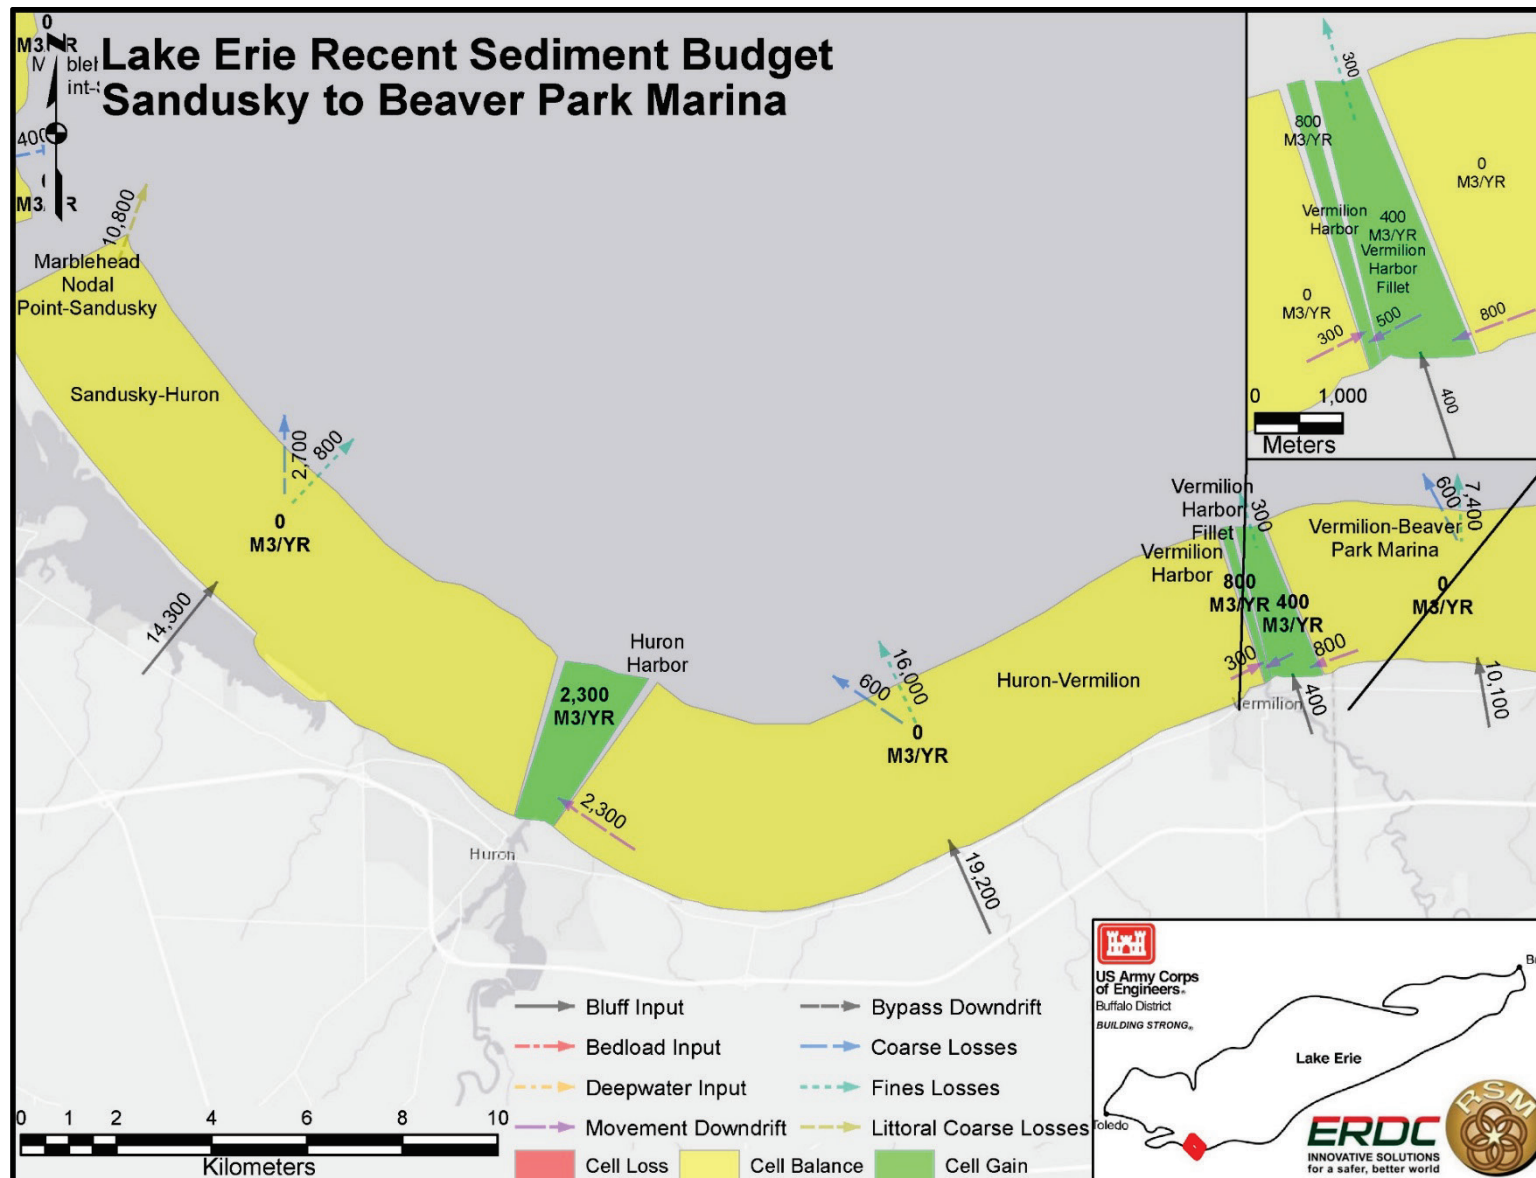 Lake Erie Recent Sediment Budget
Sandusky to Beaver Park Marina
0
M3/YR
N
400
M3/YR
10,800
Marblehead
Nodal
Point-Sandusky
Sandusky-Huron
2,700
800
0
M3/YR
14,300
Huron
Harbor
2,300
M3/YR
2,300
Huron
600
16,000
0
M3/YR
Huron-Vermilion
19,200
Vermilion
Harbor
Fillet
300
Vermilion
Harbor
800
M3/YR
400
M3/YR
300
800
400
Vermilion
600
7,400
Vermilion-Beaver
Park Marina
0
M3/YR
10,100
300
800
M3/YR
0
M3/YR
Vermilion
Harbor
400
M3/YR
Vermilion
Harbor
Fillet
0
M3/YR
300
500
800
400
0 1,000
Meters
Bluff Input
Bedload Input
Deepwater Input
Movement Downdrift
Bypass Downdrift
Coarse Losses
Fines Losses
Littoral Coarse Losses
Cell Loss
Cell Balance
Cell Gain
0 1 2 4 6 8 10
Kilometers
US Army Corps
of Engineers®
Buffalo District
BUILDING STRONG®
Lake Erie
Toledo
ERDC
INNOVATIVE SOLUTIONS
for a safer, better world
RSM